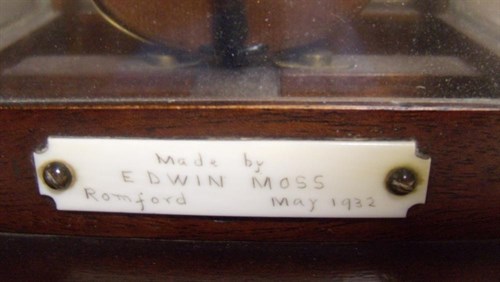 Made by
EDWIN MOSS
Romford May 1932